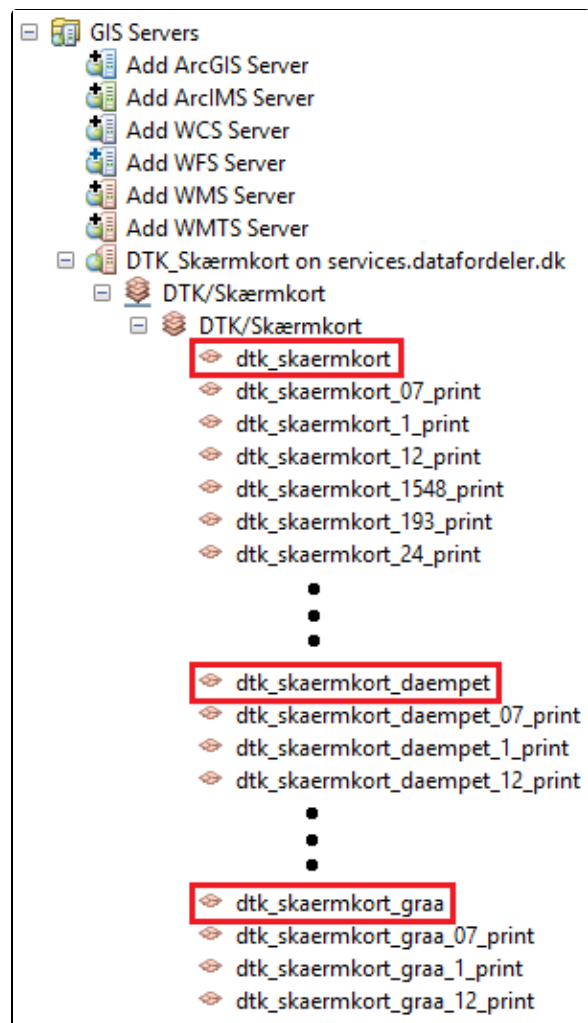 GIS Servers
Add ArcGIS Server
Add ArcIMS Server
Add WCS Server
Add WFS Server
Add WMS Server
Add WMTS Server
DTK_Skærmkort on services.datafordeler.dk
DTK/Skærmkort
DTK/Skærmkort
dtk_skaermkort
dtk_skaermkort_07_print
dtk_skaermkort_1_print
dtk_skaermkort_12_print
dtk_skaermkort_1548_print
dtk_skaermkort_193_print
dtk_skaermkort_24_print
dtk_skaermkort_daempet
dtk_skaermkort_daempet_07_print
dtk_skaermkort_daempet_1_print
dtk_skaermkort_daempet_12_print
dtk_skaermkort_graa
dtk_skaermkort_graa_07_print
dtk_skaermkort_graa_1_print
dtk_skaermkort_graa_12_print